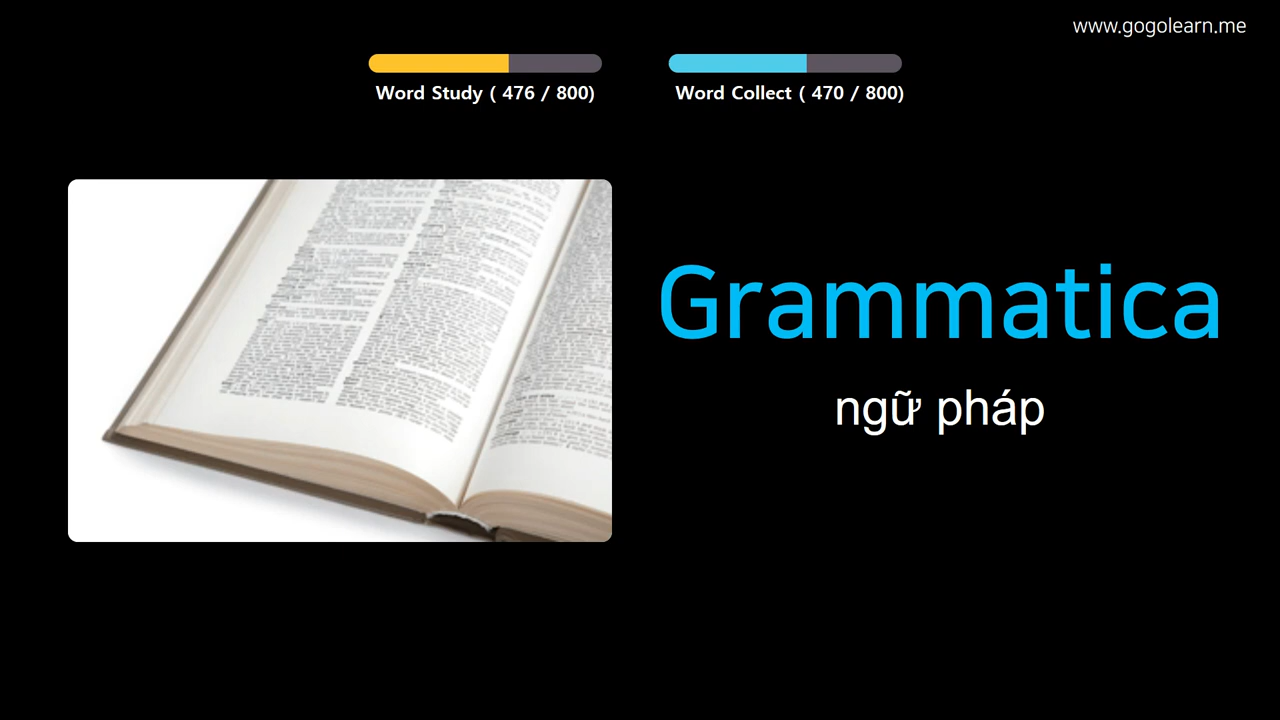 www.gogolearn.me
Word Study ( 476 / 800)
Word Collect ( 470 / 800)
Grammatica
ngữ pháp